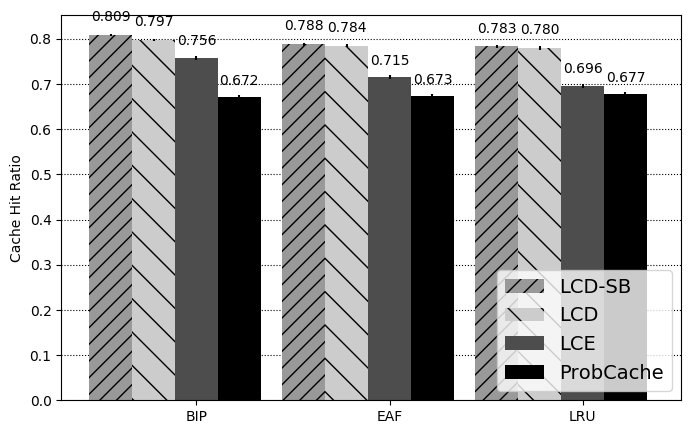 0.809 0.797 0.756 0.672
0.788 0.784 0.715 0.673
0.783 0.780 0.696 0.677
Cache Hit Ratio
0.8
0.7
0.6
0.5
0.4
0.3
0.2
0.1
0.0
LCD-SB
LCD
LCE
ProbCache
BIP EAF LRU